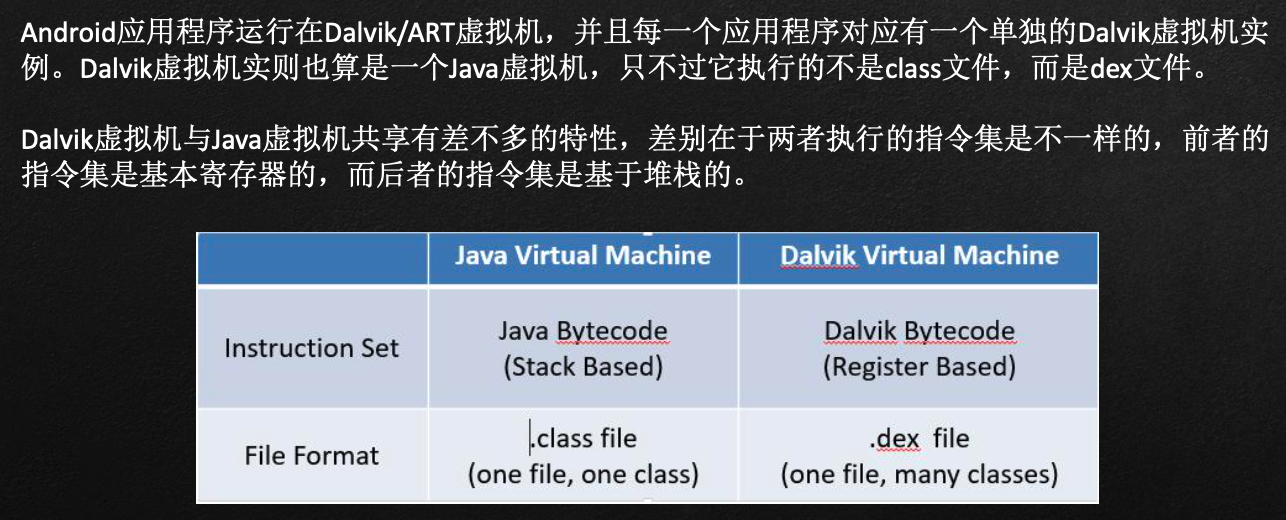 Android应用程序运行在Dalvik/ART虚拟机，并且每一个应用程序对应有一个单独的Dalvik虚拟机实
例。Dalvik虚拟机实则也算是一个Java虚拟机，只不过它执行的不是class文件，而是dex文件。
Dalvik虚拟机与Java虚拟机共享有差不多的特性，差别在于两者执行的指令集是不一样的，前者的
指令集是基本寄存器的，而后者的指令集是基于堆栈的。
Java Virtual Machine Dalvik Virtual Machine
Instruction Set
Java Bytecode
(Stack Based)
Dalvik Bytecode
(Register Based)
File Format
.class file
(one file, one class)
.dex file
(one file, many classes)